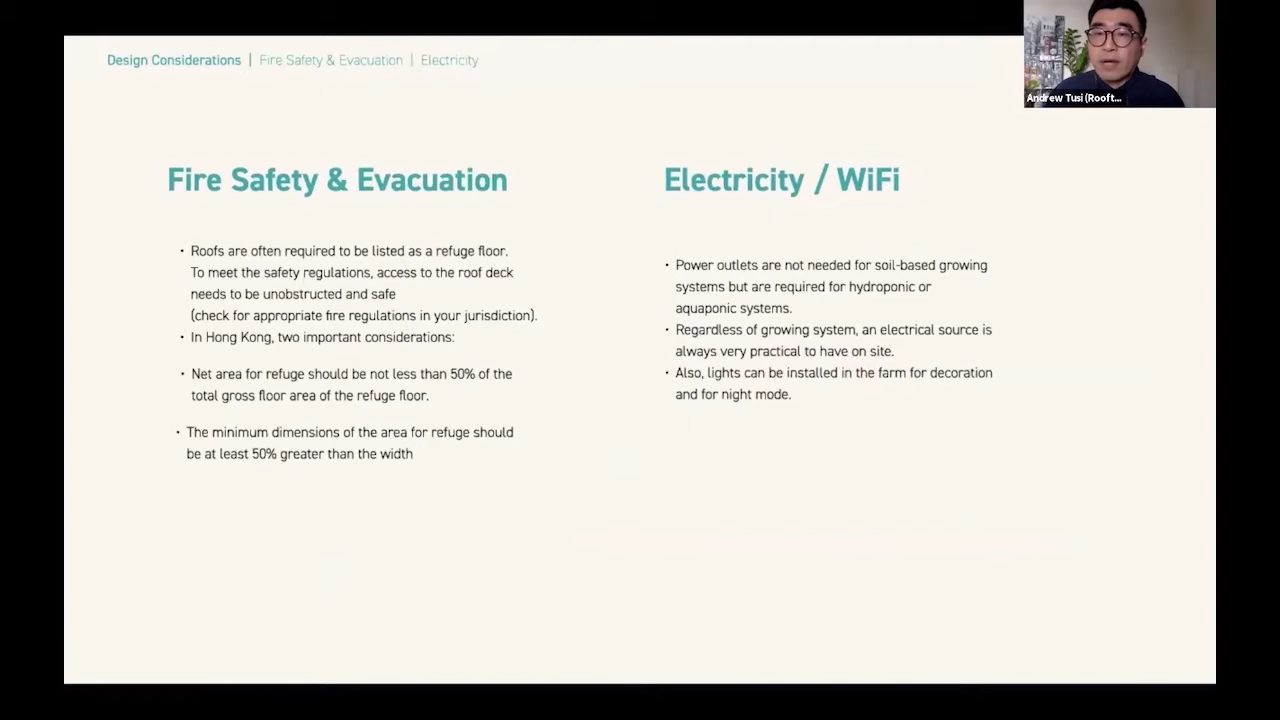 Design Considerations | Fire Safety & Evacuation | Electricity
Andrew Tusi (Rooft...
Fire Safety & Evacuation
• Roofs are often required to be listed as a refuge floor.
To meet the safety regulations, access to the roof deck
needs to be unobstructed and safe
(check for appropriate fire regulations in your jurisdiction).
• In Hong Kong, two important considerations:
• Net area for refuge should be not less than 50% of the
total gross floor area of the refuge floor.
• The minimum dimensions of the area for refuge should
be at least 50% greater than the width
Electricity / WiFi
• Power outlets are not needed for soil-based growing
systems but are required for hydroponic or
aquaponic systems.
• Regardless of growing system, an electrical source is
always very practical to have on site.
• Also, lights can be installed in the farm for decoration
and for night mode.